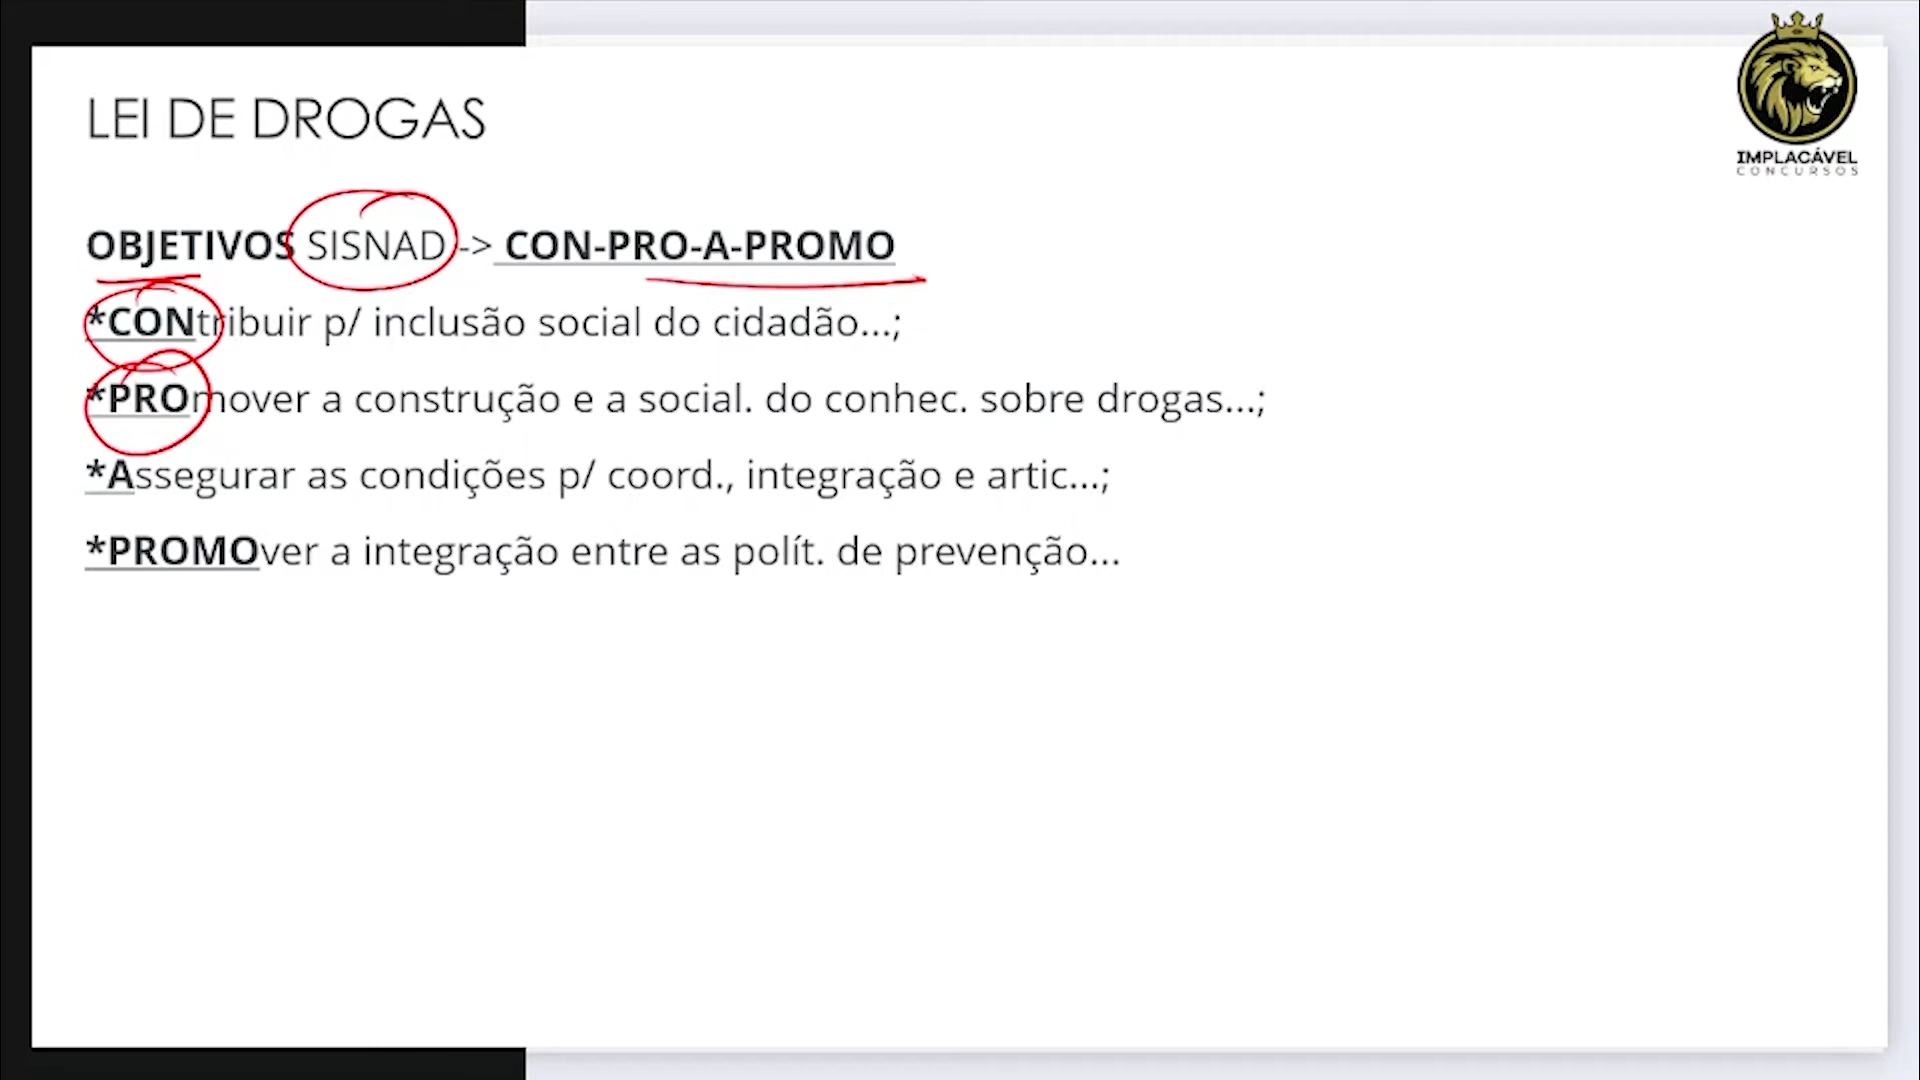 IMPLACÁVEL
CONCURSOS
LEI DE DROGAS
OBJETIVOS SISNAD -> CON-PRO-A-PROMO
*CONtribuir p/ inclusão social do cidadão...;
*PROmover a construção e a social. do conhec. sobre drogas...;
*Assegurar as condições p/ coord., integração e artic...;
*PROMOver a integração entre as polít. de prevenção...